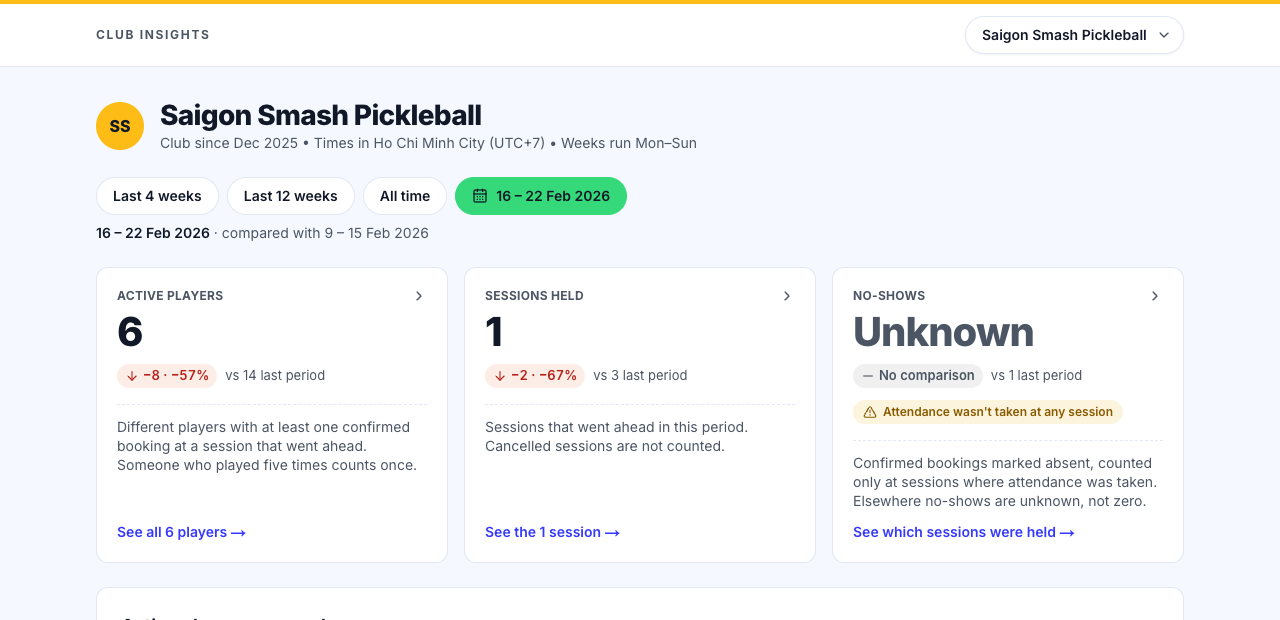 CLUB INSIGHTS
Saigon Smash Pickleball
SS
Saigon Smash Pickleball
Club since Dec 2025 • Times in Ho Chi Minh City (UTC+7) • Weeks run Mon–Sun
Last 4 weeks
Last 12 weeks
All time
16 – 22 Feb 2026
16 – 22 Feb 2026 · compared with 9 – 15 Feb 2026
ACTIVE PLAYERS
6
↓ −8 · −57% vs 14 last period
Different players with at least one confirmed
booking at a session that went ahead.
Someone who played five times counts once.
See all 6 players →
SESSIONS HELD
1
↓ −2 · −67% vs 3 last period
Sessions that went ahead in this period.
Cancelled sessions are not counted.
See the 1 session →
NO-SHOWS
Unknown
— No comparison vs 1 last period
Attendance wasn't taken at any session
Confirmed bookings marked absent, counted
only at sessions where attendance was taken.
Elsewhere no-shows are unknown, not zero.
See which sessions were held →